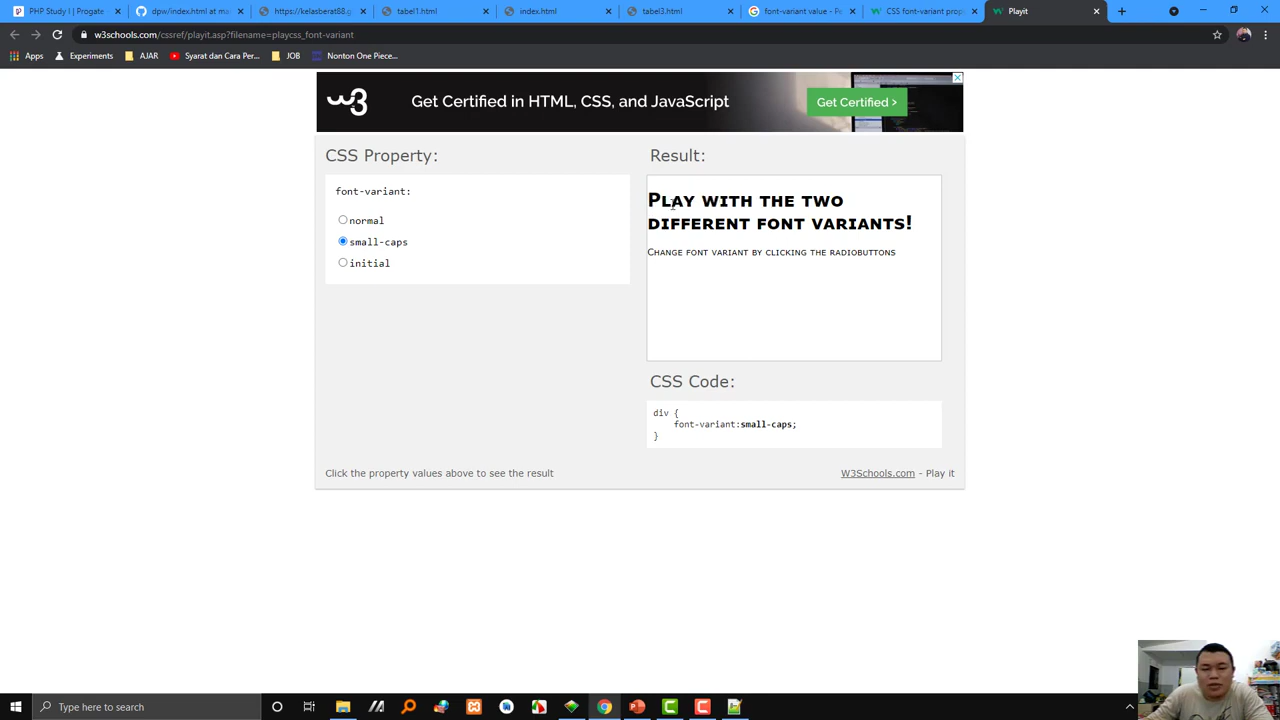 PHP Study | Progate
dpw/index.html at ma
https://kelasberat88.g
tabel1.html
index.html
tabel3.html
font-variant value - Pe
CSS font-variant prop
Playit
w3schools.com/cssref/playit.asp?filename=playcss_font-variant
Apps
Experiments
AJAR
Syarat dan Cara Per...
JOB
Nonton One Piece...
Get Certified in HTML, CSS, and JavaScript
Get Certified >
CSS Property:
font-variant:
normal
small-caps
initial
Result:
Play with the two
different font variants!
Change font variant by clicking the radiobuttons
CSS Code:
div {
font-variant:small-caps;
}
Click the property values above to see the result
W3Schools.com - Play it
Type here to search